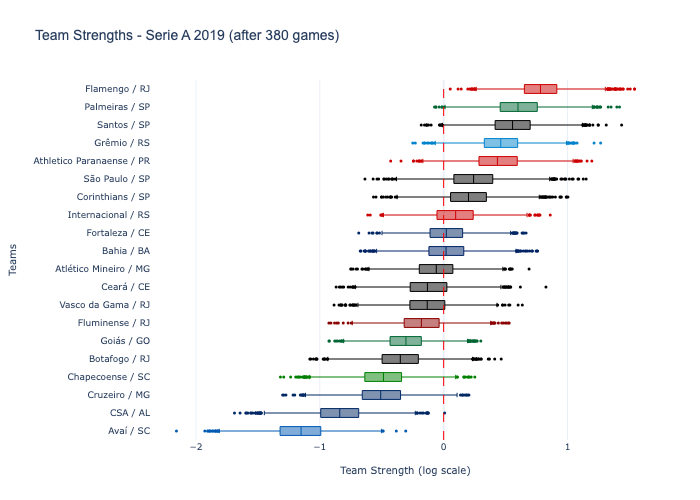 Team Strengths - Serie A 2019 (after 380 games)
Flamengo / RJ
Palmeiras / SP
Santos / SP
Grêmio / RS
Athletico Paranaense / PR
São Paulo / SP
Corinthians / SP
Internacional / RS
Fortaleza / CE
Bahia / BA
Atlético Mineiro / MG
Ceará / CE
Vasco da Gama / RJ
Fluminense / RJ
Goiás / GO
Botafogo / RJ
Chapecoense / SC
Cruzeiro / MG
CSA / AL
Avaí / SC
Teams
−2 −1 0 1
Team Strength (log scale)